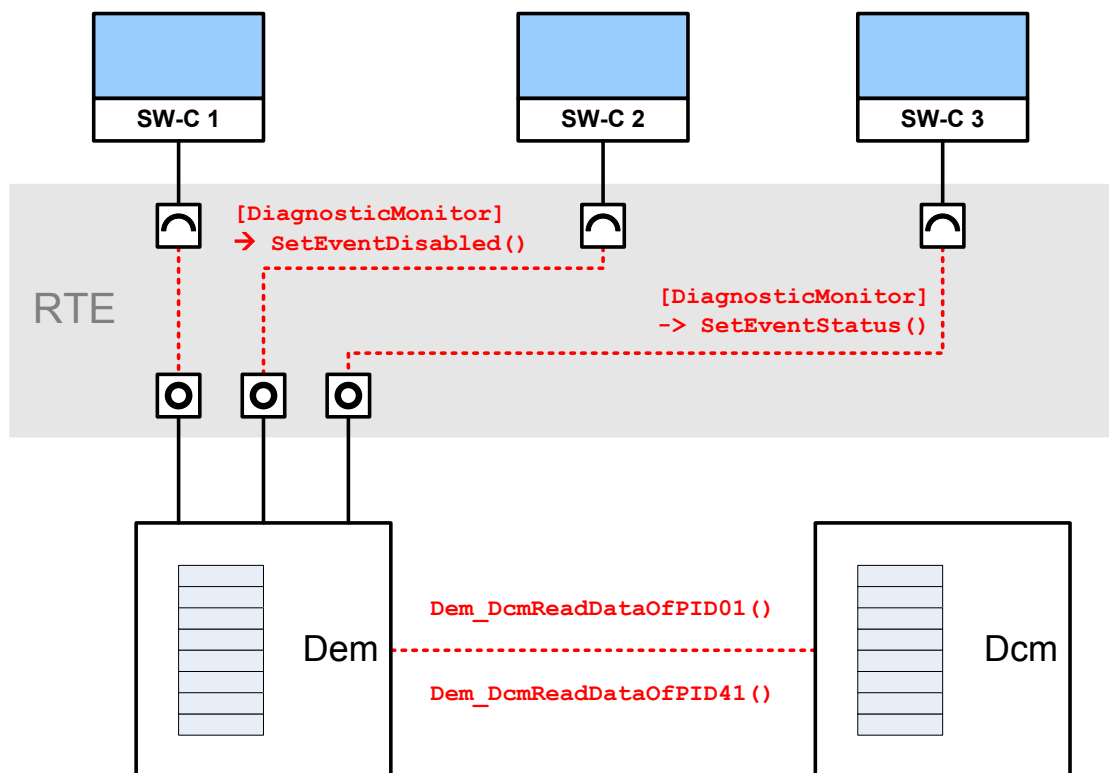 SW-C 1
SW-C 2
SW-C 3
[DiagnosticMonitor]
→ SetEventDisabled()
RTE
[DiagnosticMonitor]
-> SetEventStatus()
Dem_DcmReadDataOfPID01()
Dem
Dcm
Dem_DcmReadDataOfPID41()